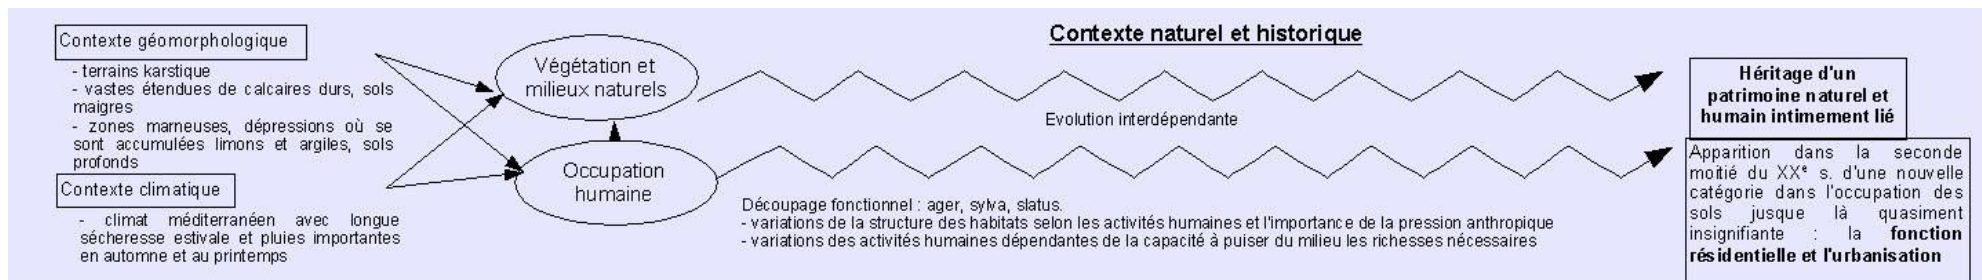 Contexte naturel et historique
Contexte géomorphologique
- terrains karstique
- vastes étendues de calcaires durs, sols
maigres
- zones marneuses, dépressions où se
sont accumulées limons et argiles, sols
profonds
Contexte climatique
- climat méditerranéen avec longue
sécheresse estivale et pluies importantes
en automne et au printemps
Végétation et
milieux naturels
Occupation
humaine
Evolution interdépendante
Découpage fonctionnel : ager, sylva, slatus.
- variations de la structure des habitats selon les activités humaines et l'importance de la pression anthropique
- variations des activités humaines dépendantes de la capacité à puiser du milieu les richesses nécessaires
Héritage d'un
patrimoine naturel et
humain intimement lié
Apparition dans la seconde
moitié du XXe s. d'une nouvelle
catégorie dans l'occupation des
sols jusque là quasiment
insignifiante : la fonction
résidentielle et l'urbanisation